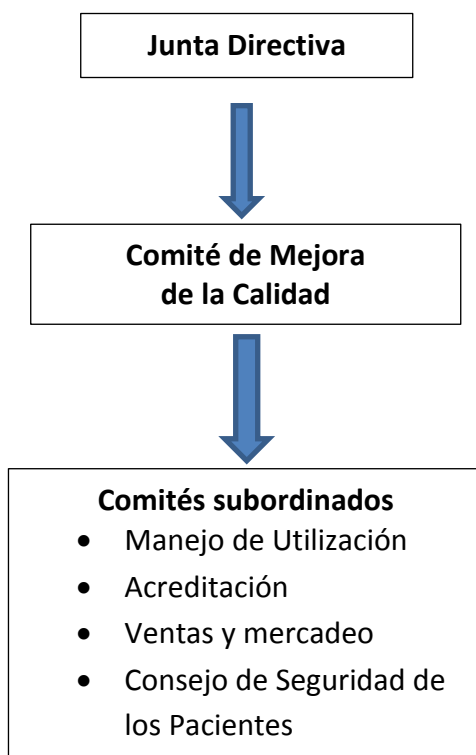 Junta Directiva
Comité de Mejora
de la Calidad
Comités subordinados
• Manejo de Utilización
• Acreditación
• Ventas y mercadeo
• Consejo de Seguridad de
los Pacientes